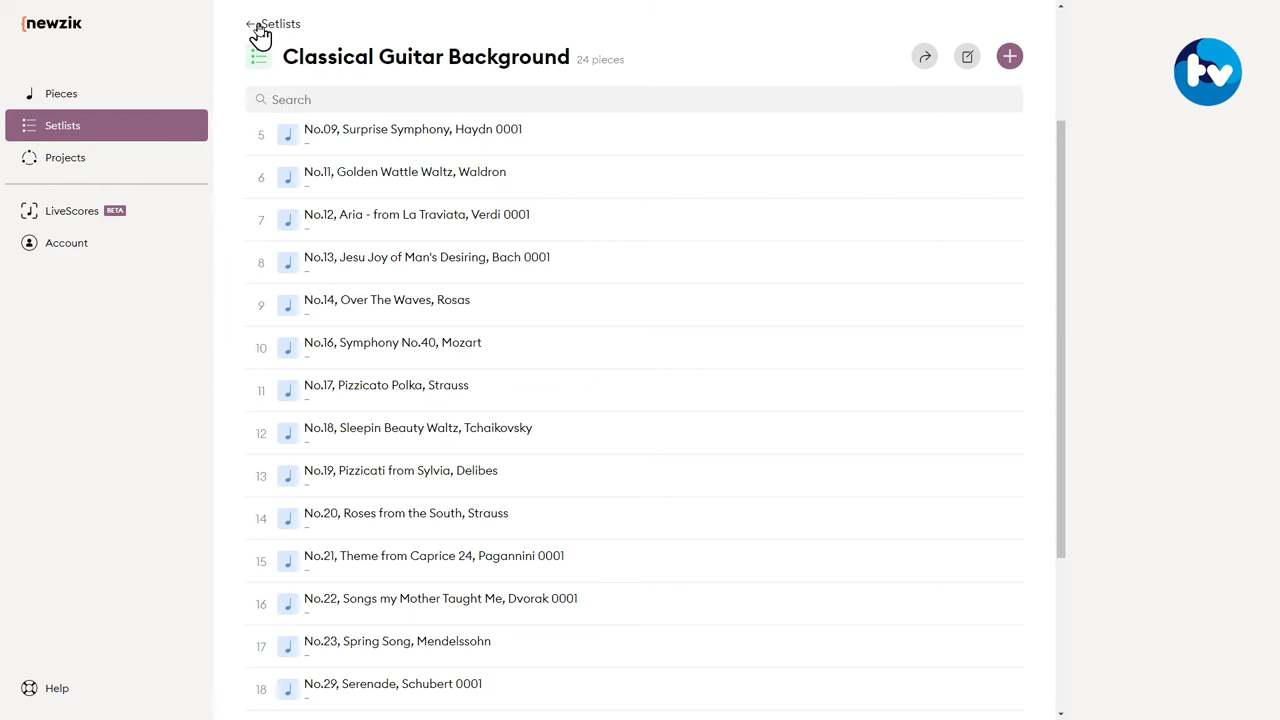 {newzik
Pieces
Setlists
Projects
LiveScores BETA
Account
Help
← Setlists
Classical Guitar Background 24 pieces
Search
5 No.09, Surprise Symphony, Haydn 0001
–
6 No.11, Golden Wattle Waltz, Waldron
–
7 No.12, Aria - from La Traviata, Verdi 0001
–
8 No.13, Jesu Joy of Man's Desiring, Bach 0001
–
9 No.14, Over The Waves, Rosas
–
10 No.16, Symphony No.40, Mozart
–
11 No.17, Pizzicato Polka, Strauss
–
12 No.18, Sleepin Beauty Waltz, Tchaikovsky
–
13 No.19, Pizzicati from Sylvia, Delibes
–
14 No.20, Roses from the South, Strauss
–
15 No.21, Theme from Caprice 24, Pagannini 0001
–
16 No.22, Songs my Mother Taught Me, Dvorak 0001
–
17 No.23, Spring Song, Mendelssohn
–
18 No.29, Serenade, Schubert 0001
–
tv